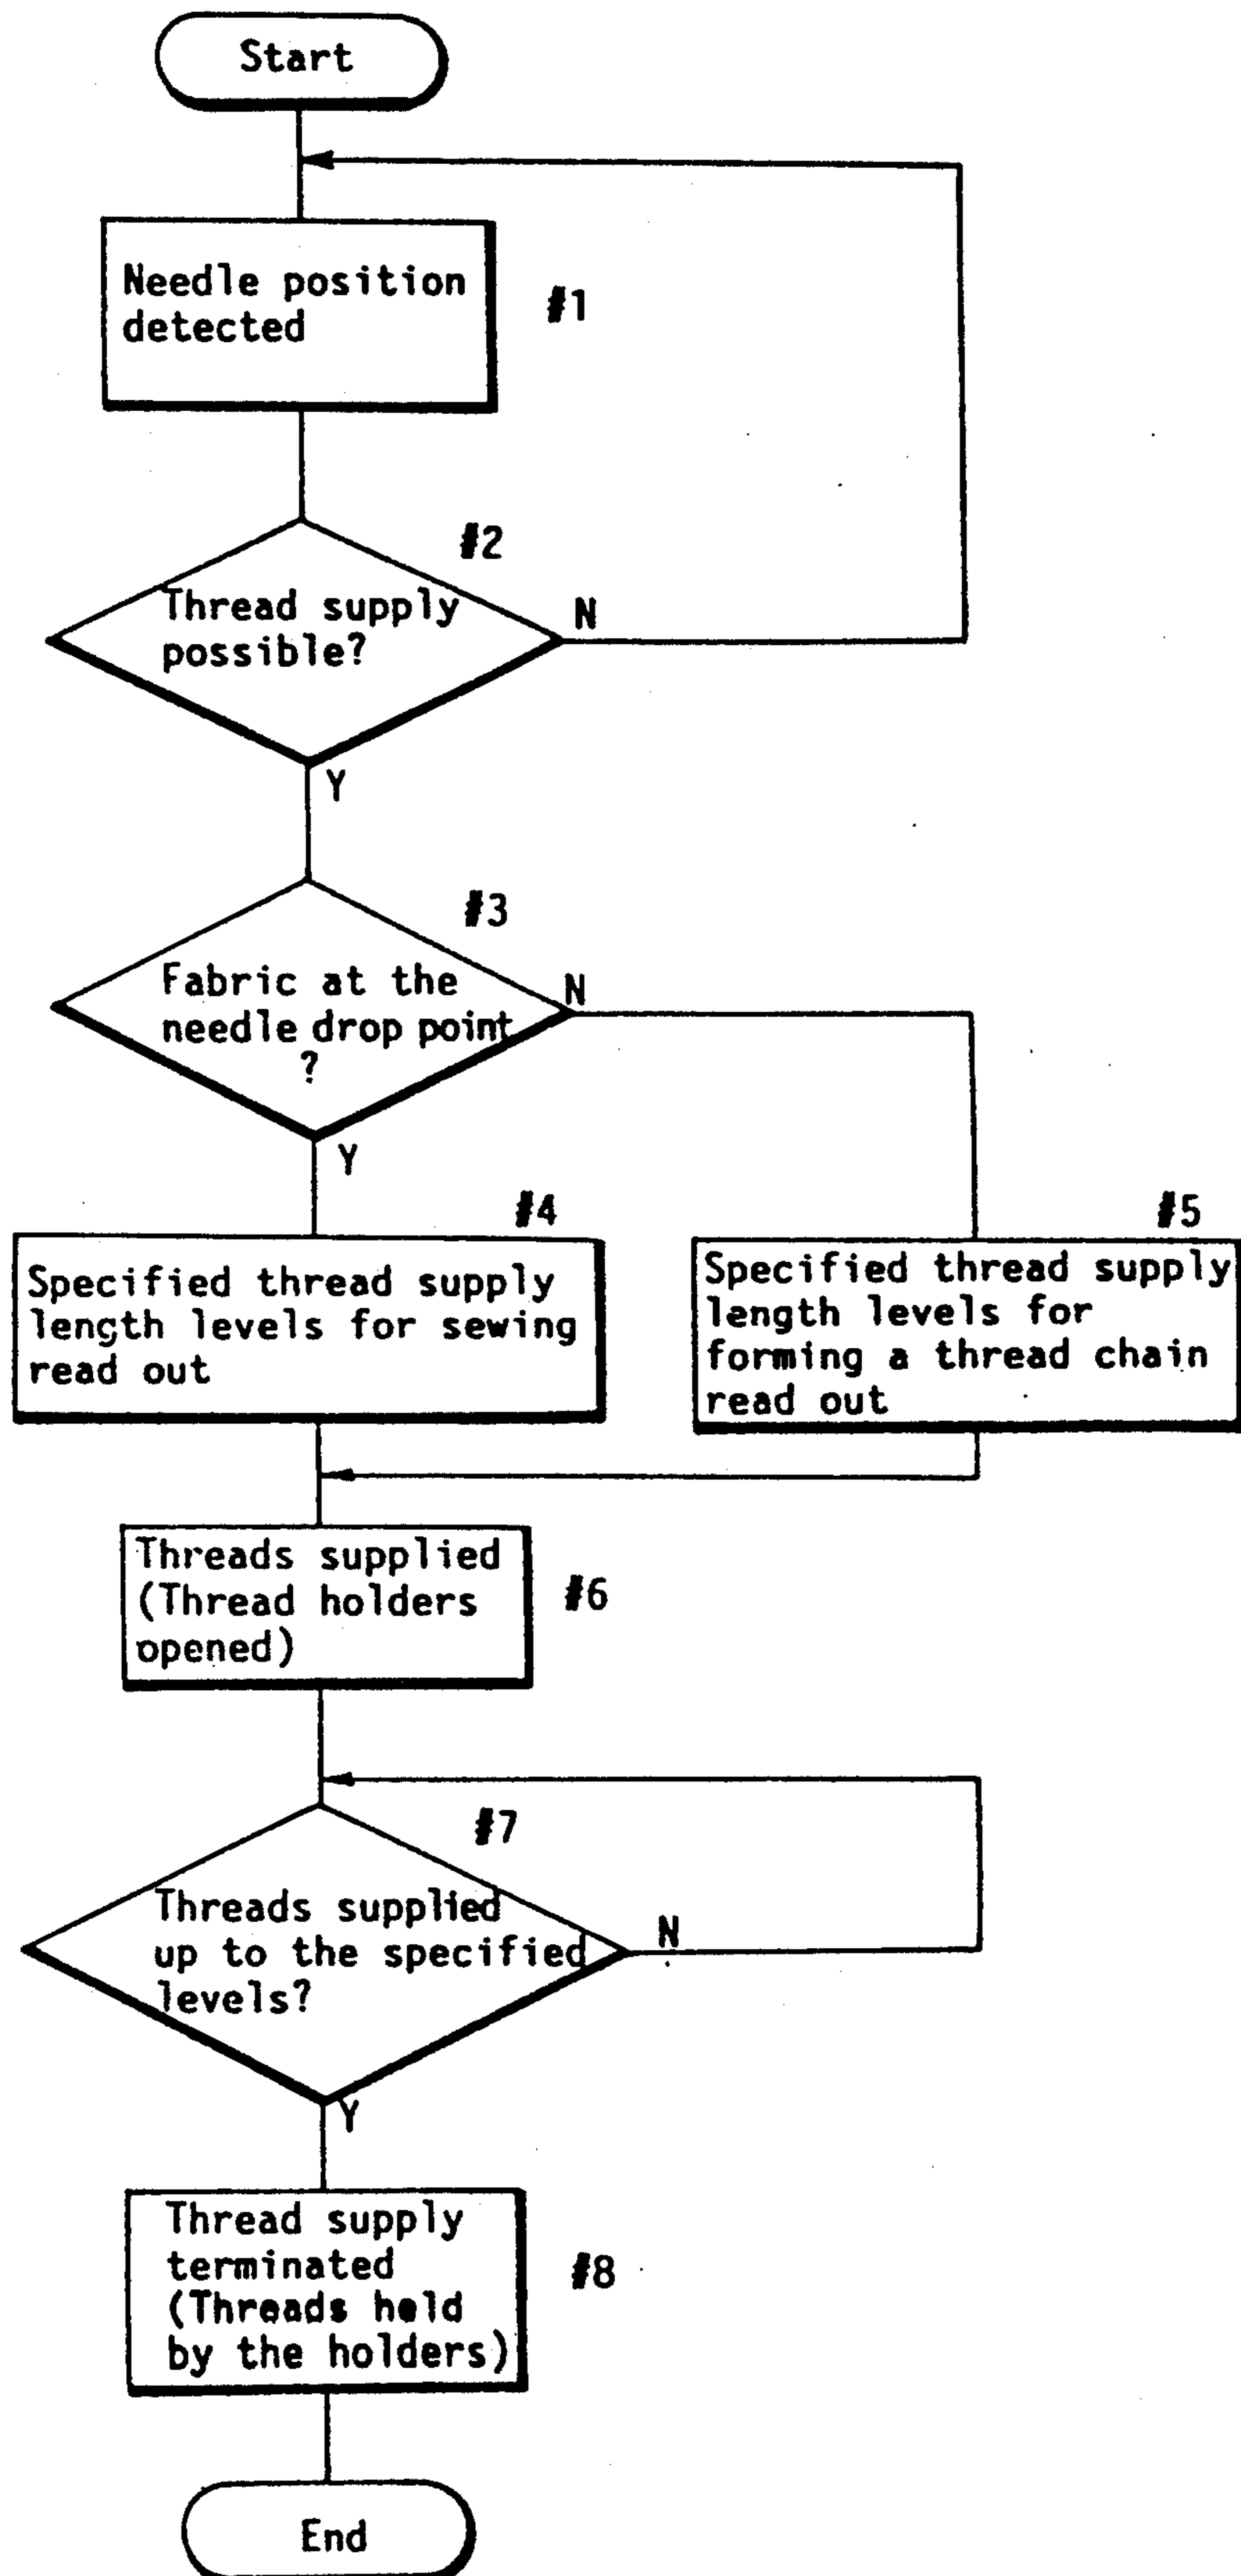 Start
Needle position
detected
#1
#2
Thread supply
possible?
N
Y
#3
Fabric at the
needle drop point
?
N
Y
#4
Specified thread supply
length levels for sewing
read out
#5
Specified thread supply
length levels for
forming a thread chain
read out
Threads supplied
(Thread holders
opened)
#6
#7
Threads supplied
up to the specified
levels?
N
Y
Thread supply
terminated
(Threads held
by the holders)
#8
End